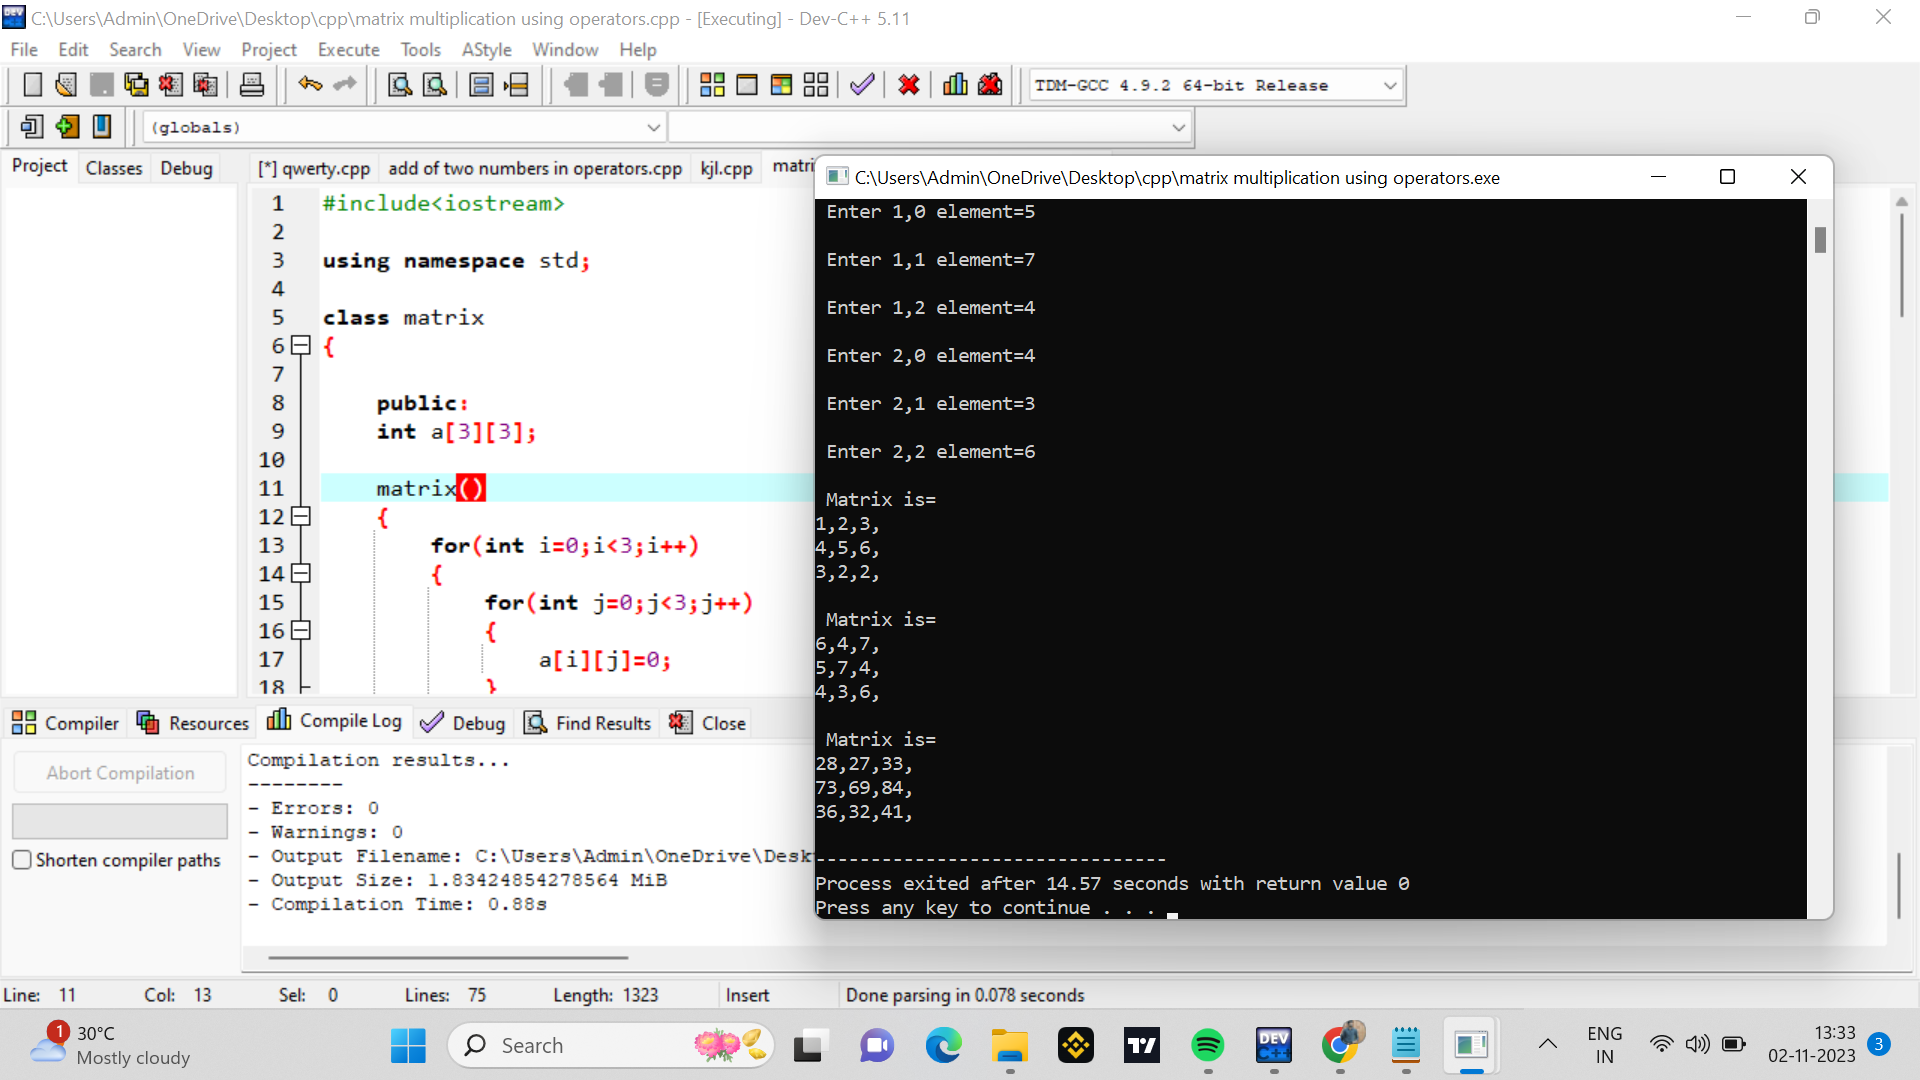 C:\Users\Admin\OneDrive\Desktop\cpp\matrix multiplication using operators.cpp - [Executing] - Dev-C++ 5.11
File Edit Search View Project Execute Tools AStyle Window Help
TDM-GCC 4.9.2 64-bit Release
(globals)
Project Classes Debug
[*] qwerty.cpp add of two numbers in operators.cpp kjl.cpp matri
1 #include<iostream>
2
3 using namespace std;
4
5 class matrix
6 {
7
8 public:
9 int a[3][3];
10
11 matrix()
12 {
13 for(int i=0;i<3;i++)
14 {
15 for(int j=0;j<3;j++)
16 {
17 a[i][j]=0;
18 }
C:\Users\Admin\OneDrive\Desktop\cpp\matrix multiplication using operators.exe
Enter 1,0 element=5
Enter 1,1 element=7
Enter 1,2 element=4
Enter 2,0 element=4
Enter 2,1 element=3
Enter 2,2 element=6
Matrix is=
1,2,3,
4,5,6,
3,2,2,
Matrix is=
6,4,7,
5,7,4,
4,3,6,
Matrix is=
28,27,33,
73,69,84,
36,32,41,
--------------------------------
Process exited after 14.57 seconds with return value 0
Press any key to continue . . .
Compiler Resources Compile Log Debug Find Results Close
Abort Compilation
Shorten compiler paths
Compilation results...
--------
- Errors: 0
- Warnings: 0
- Output Filename: C:\Users\Admin\OneDrive\Desk
- Output Size: 1.83424854278564 MiB
- Compilation Time: 0.88s
Line: 11 Col: 13 Sel: 0 Lines: 75 Length: 1323 Insert Done parsing in 0.078 seconds
1
30°C
Mostly cloudy
Search
DEV
C++
ENG
IN
13:33
02-11-2023
3